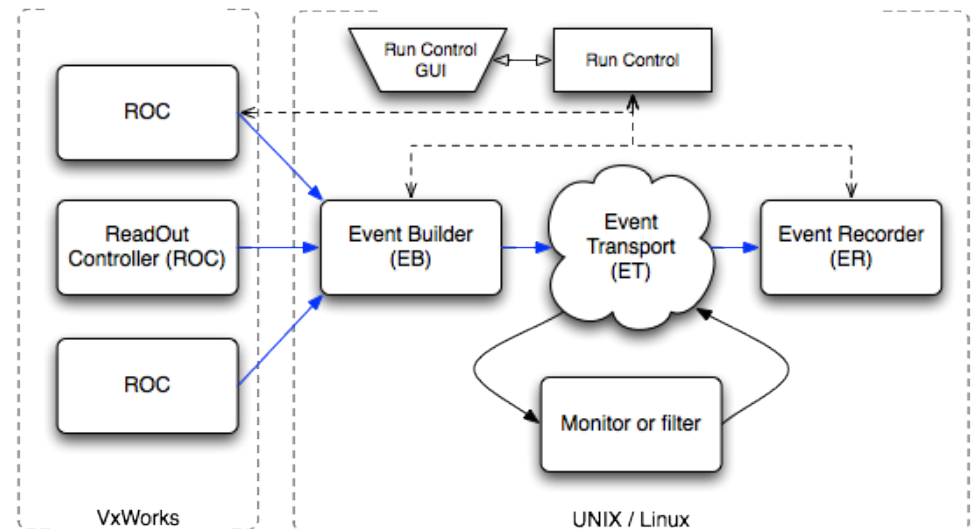 Run Control
GUI
Run Control
ROC
ReadOut
Controller (ROC)
ROC
Event Builder
(EB)
Event
Transport
(ET)
Event Recorder
(ER)
Monitor or filter
VxWorks
UNIX / Linux